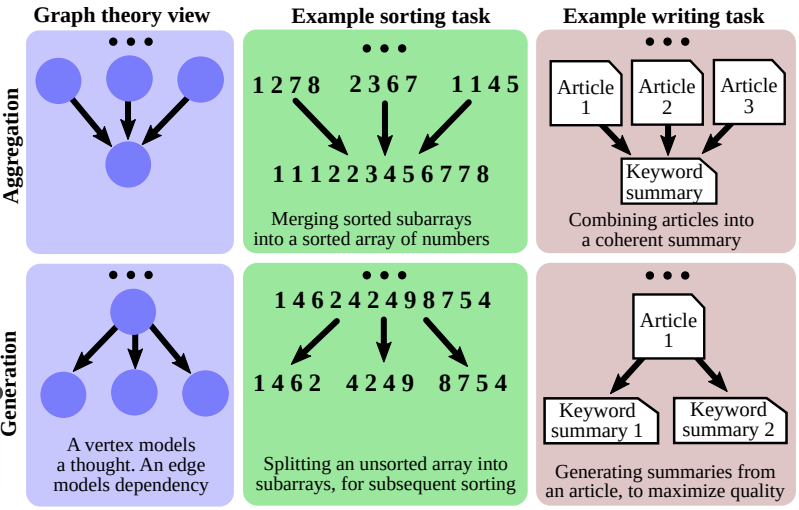 Graph theory view
Example sorting task
Example writing task
Aggregation
1 2 7 8
2 3 6 7
1 1 4 5
1 1 1 2 2 3 4 5 6 7 7 8
Merging sorted subarrays
into a sorted array of numbers
Article
1
Article
2
Article
3
Keyword
summary
Combining articles into
a coherent summary
Generation
A vertex models
a thought. An edge
models dependency
1 4 6 2 4 2 4 9 8 7 5 4
1 4 6 2
4 2 4 9
8 7 5 4
Splitting an unsorted array into
subarrays, for subsequent sorting
Article
1
Keyword
summary 1
Keyword
summary 2
Generating summaries from
an article, to maximize quality